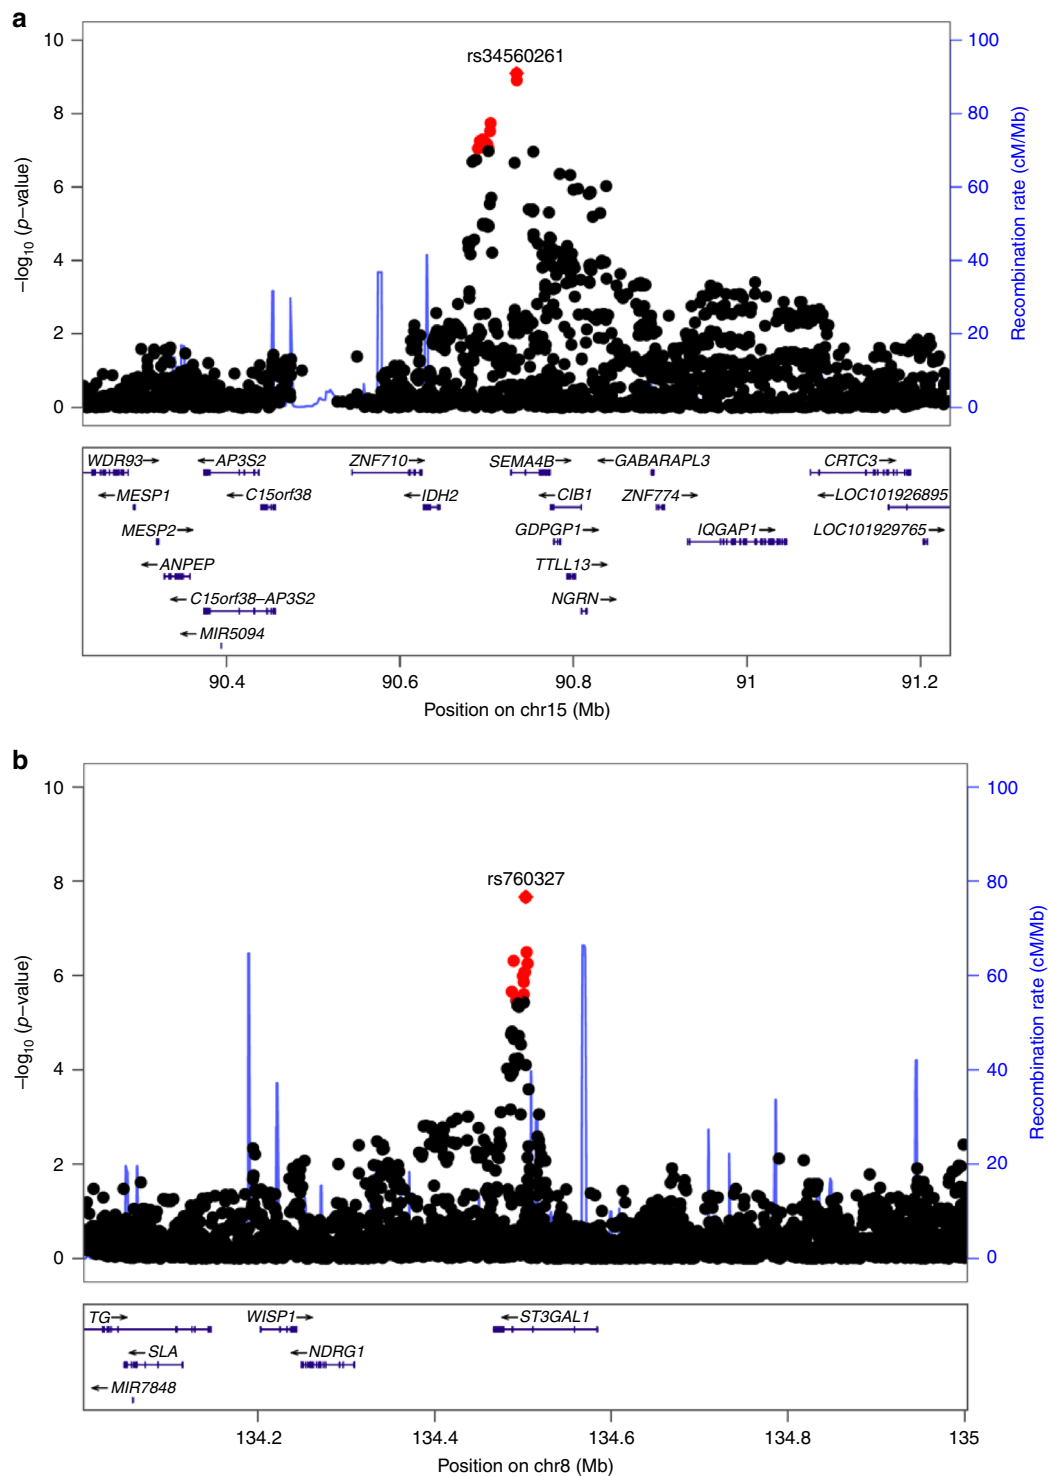 a
rs34560261
10
8
6
4
2
0
–log10 (p–value)
100
80
60
40
20
0
Recombination rate (cM/Mb)
WDR93 AP3S2 ZNF710 SEMA4B GABARAPL3 CRTC3
MESP1 C15orf38 IDH2 CIB1 ZNF774 LOC101926895
MESP2 GDPGP1 IQGAP1 LOC101929765
ANPEP TTLL13
C15orf38–AP3S2 NGRN
MIR5094
90.4 90.6 90.8 91 91.2
Position on chr15 (Mb)
b
rs760327
10
8
6
4
2
0
–log10 (p–value)
100
80
60
40
20
0
Recombination rate (cM/Mb)
TG WISP1 ST3GAL1
SLA NDRG1
MIR7848
134.2 134.4 134.6 134.8 135
Position on chr8 (Mb)